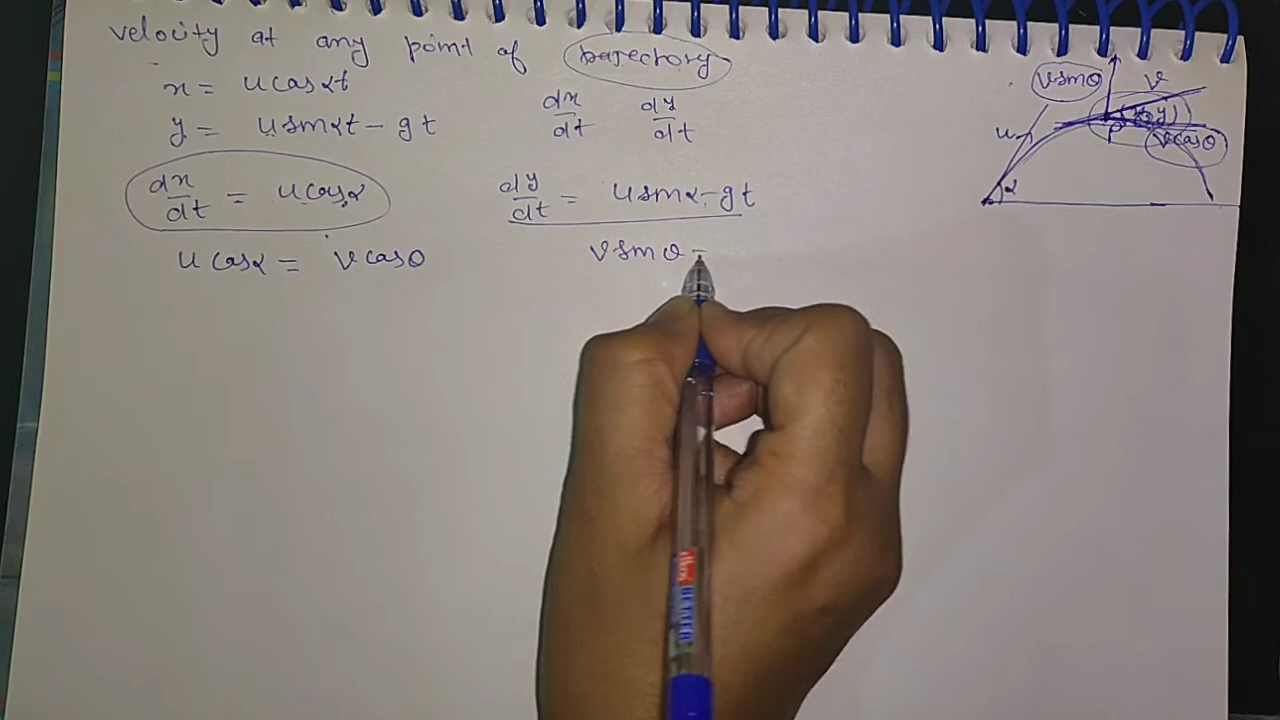 velocity at any point of trajectory
x = u cos α t
y = u sin α t - g t
dx/dt dy/dt
dx/dt = u cos α
dy/dt = u sin α - g t
u cos α = v cos θ
v sin θ =
v sin θ
v
u
(x, y)
P
v cos θ
α